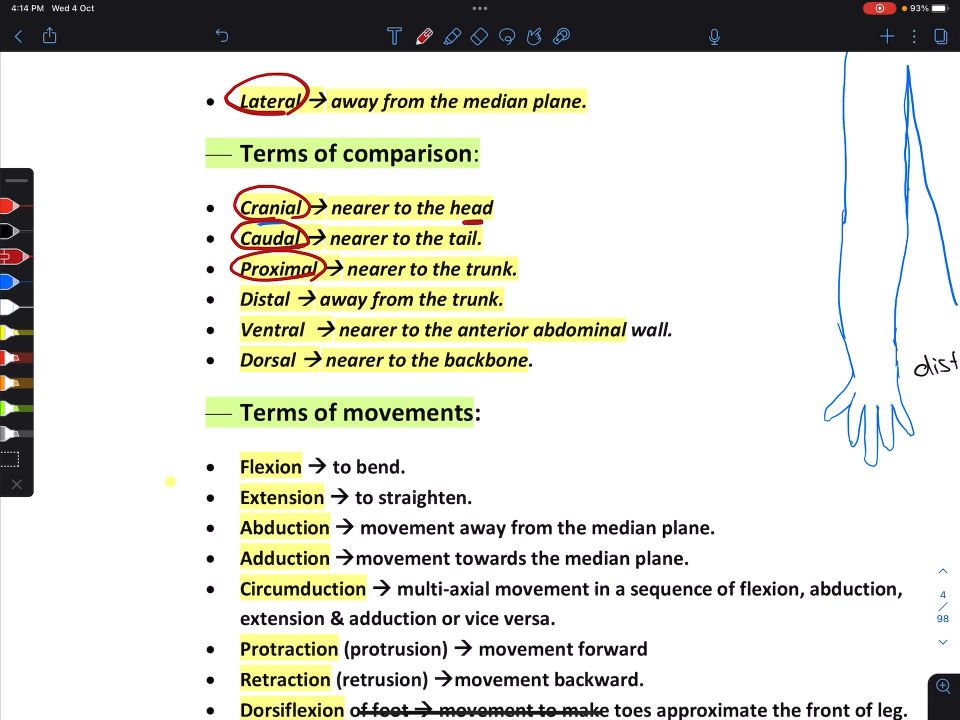 4:14 PM Wed 4 Oct
93%
• Lateral → away from the median plane.
— Terms of comparison:
• Cranial → nearer to the head
• Caudal → nearer to the tail.
• Proximal → nearer to the trunk.
• Distal → away from the trunk.
• Ventral → nearer to the anterior abdominal wall.
• Dorsal → nearer to the backbone.
dist
— Terms of movements:
• Flexion → to bend.
• Extension → to straighten.
• Abduction → movement away from the median plane.
• Adduction →movement towards the median plane.
• Circumduction → multi-axial movement in a sequence of flexion, abduction,
extension & adduction or vice versa.
• Protraction (protrusion) → movement forward
• Retraction (retrusion) →movement backward.
• Dorsiflexion of foot → movement to make toes approximate the front of leg.
4
/
98